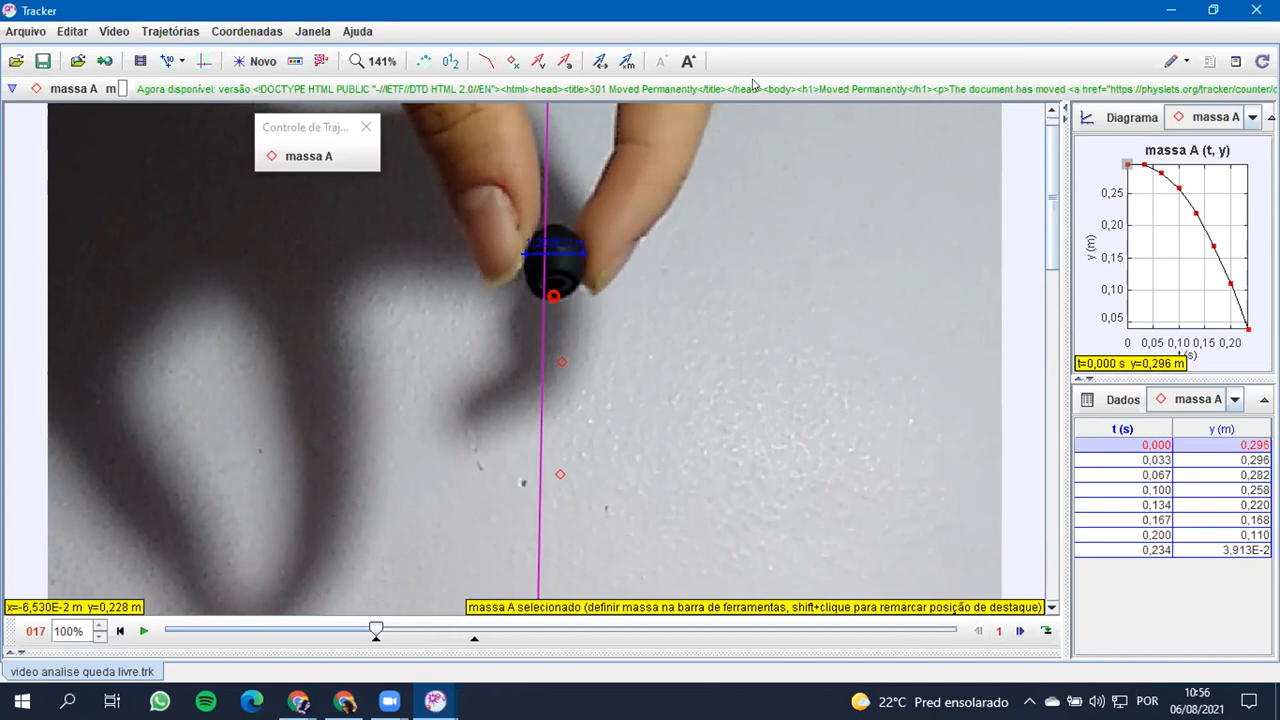 Tracker
Arquivo Editar Vídeo Trajetórias Coordenadas Janela Ajuda
Novo 141%
massa A m Agora disponível: versão <!DOCTYPE HTML PUBLIC "-//IETF//DTD HTML 2.0//EN"><html><head><title>301 Moved Permanently</title></head><body><h1>Moved Permanently</h1><p>The document has moved <a href="https://physlets.org/tracker/counter/c
Controle de Traj...
massa A
Diagrama massa A
massa A (t, y)
0,25
0,20
0,15
0,10
0,05
y (m)
0 0,05 0,10 0,15 0,20
t (s)
t=0,000 s y=0,296 m
Dados massa A
t (s) y (m)
0,000 0,296
0,033 0,296
0,067 0,282
0,100 0,258
0,134 0,220
0,167 0,168
0,200 0,110
0,234 3,913E-2
x=-6,530E-2 m y=0,228 m
massa A selecionado (definir massa na barra de ferramentas, shift+clique para remarcar posição de destaque)
017 100% 1
video analise queda livre.trk
22°C Pred ensolarado POR 10:56
06/08/2021